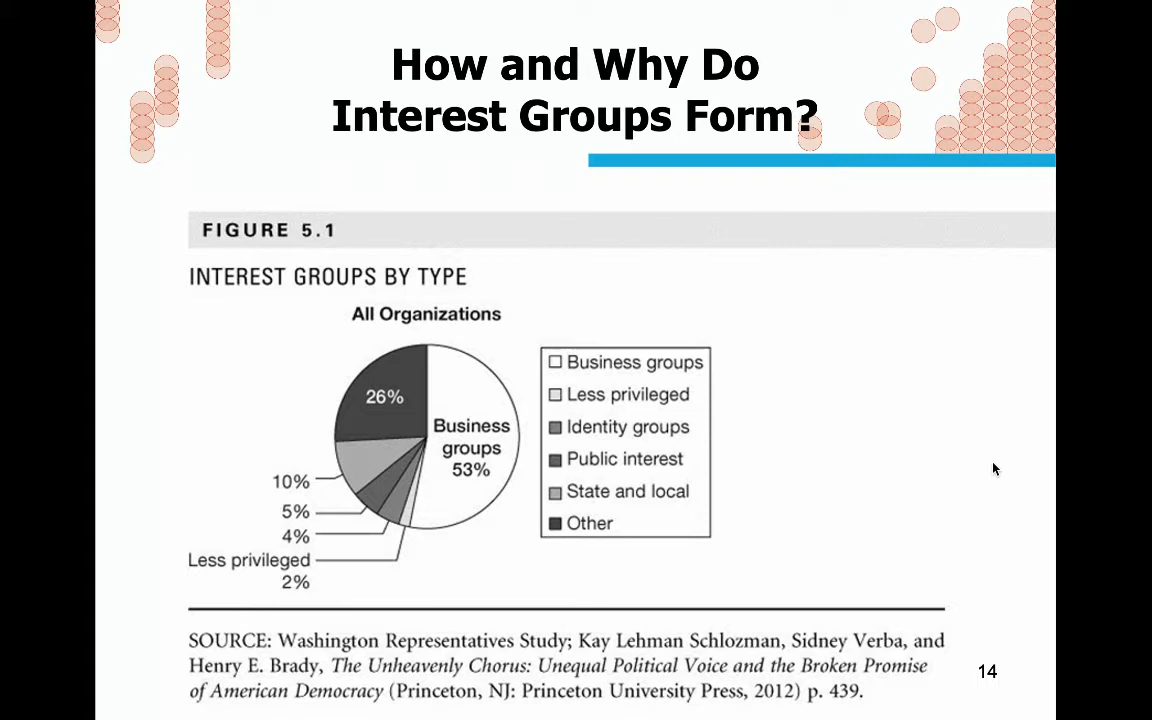 How and Why Do
Interest Groups Form?
FIGURE 5.1
INTEREST GROUPS BY TYPE
All Organizations
26%
Business
groups
53%
10%
5%
4%
Less privileged
2%
Business groups
Less privileged
Identity groups
Public interest
State and local
Other
SOURCE: Washington Representatives Study; Kay Lehman Schlozman, Sidney Verba, and
Henry E. Brady, The Unheavenly Chorus: Unequal Political Voice and the Broken Promise
of American Democracy (Princeton, NJ: Princeton University Press, 2012) p. 439.
14